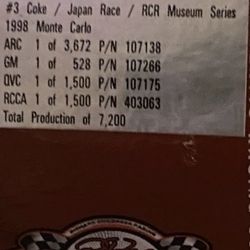 #3 Coke / Japan Race / RCR Museum Series
1998 Monte Carlo
ARC 1 of 3,672 P/N 107138
GM 1 of 528 P/N 107266
QVC 1 of 1,500 P/N 107175
RCCA 1 of 1,500 P/N 403063
Total Production of 7,200